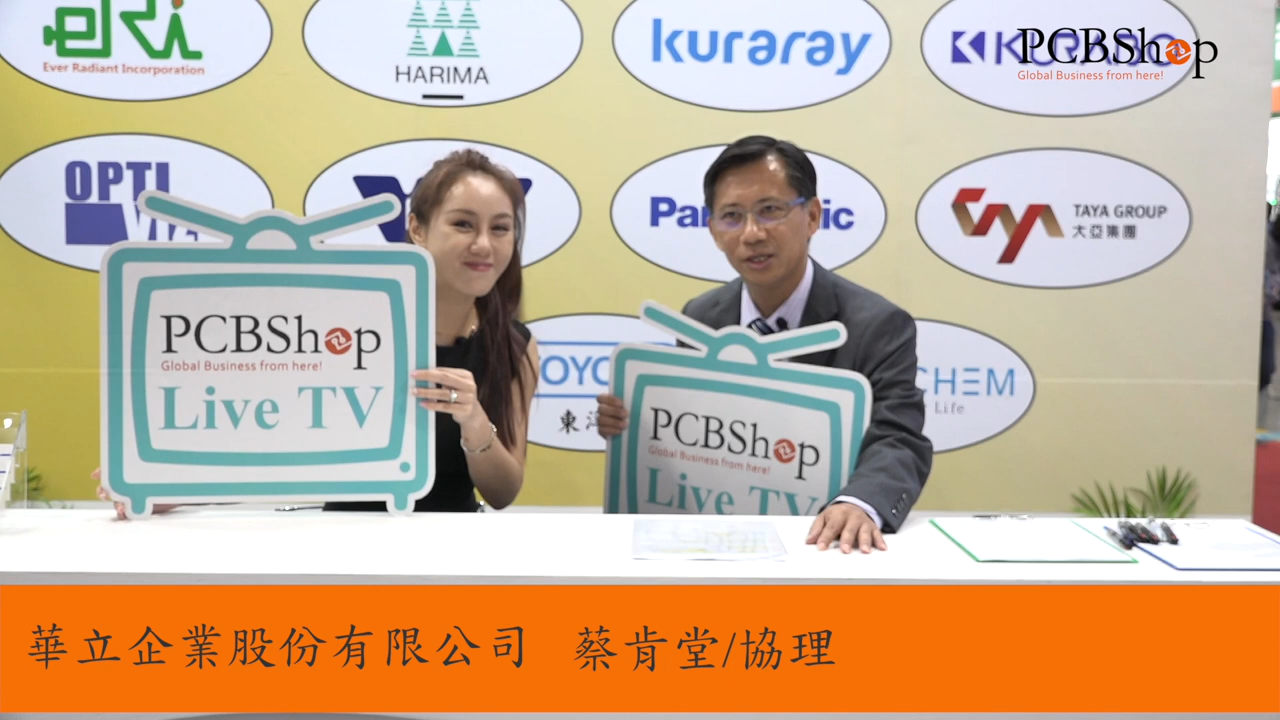 eRi
Ever Radiant Incorporation
HARIMA
kuraray
PCBShop
Global Business from here!
OPTI
Panasonic
TAYA GROUP
大亞集團
PCBShop
Global Business from here!
Live TV
PCBShop
Global Business from here!
Live TV
CHEM
Life
華立企業股份有限公司 蔡肯堂/協理